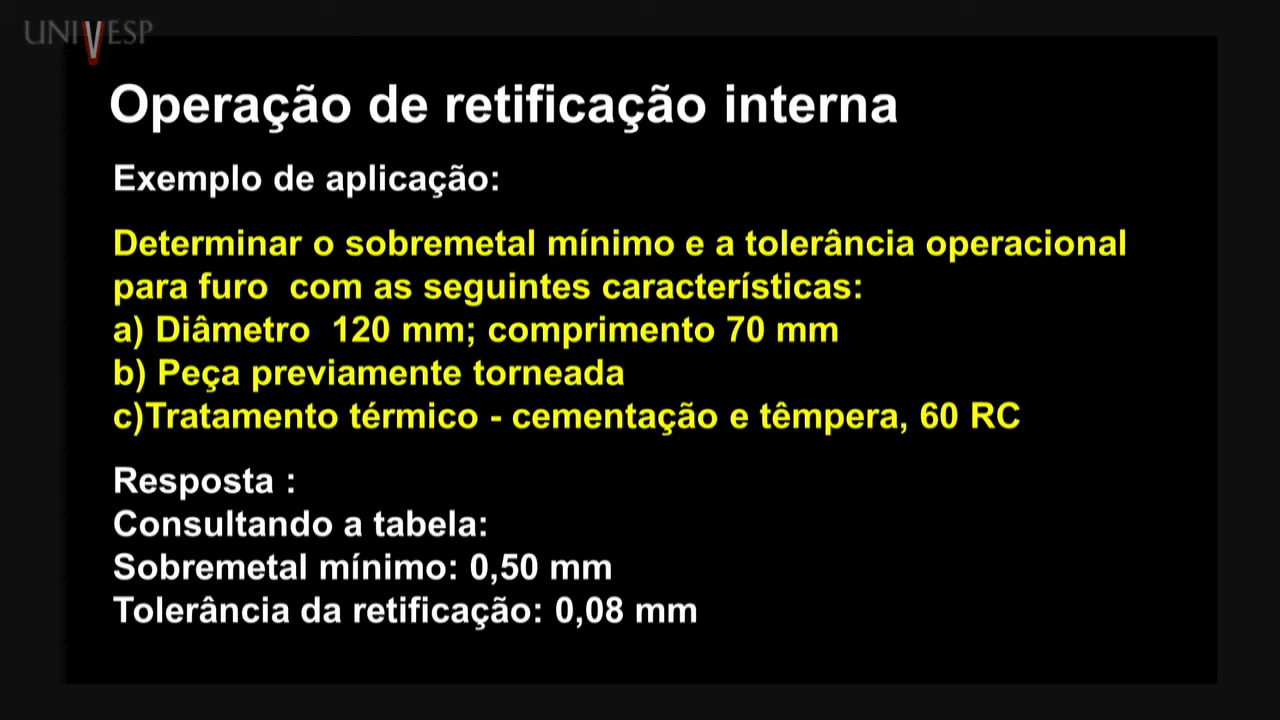 UNIVESP
Operação de retificação interna
Exemplo de aplicação:
Determinar o sobremetal mínimo e a tolerância operacional
para furo com as seguintes características:
a) Diâmetro 120 mm; comprimento 70 mm
b) Peça previamente torneada
c)Tratamento térmico - cementação e têmpera, 60 RC
Resposta :
Consultando a tabela:
Sobremetal mínimo: 0,50 mm
Tolerância da retificação: 0,08 mm